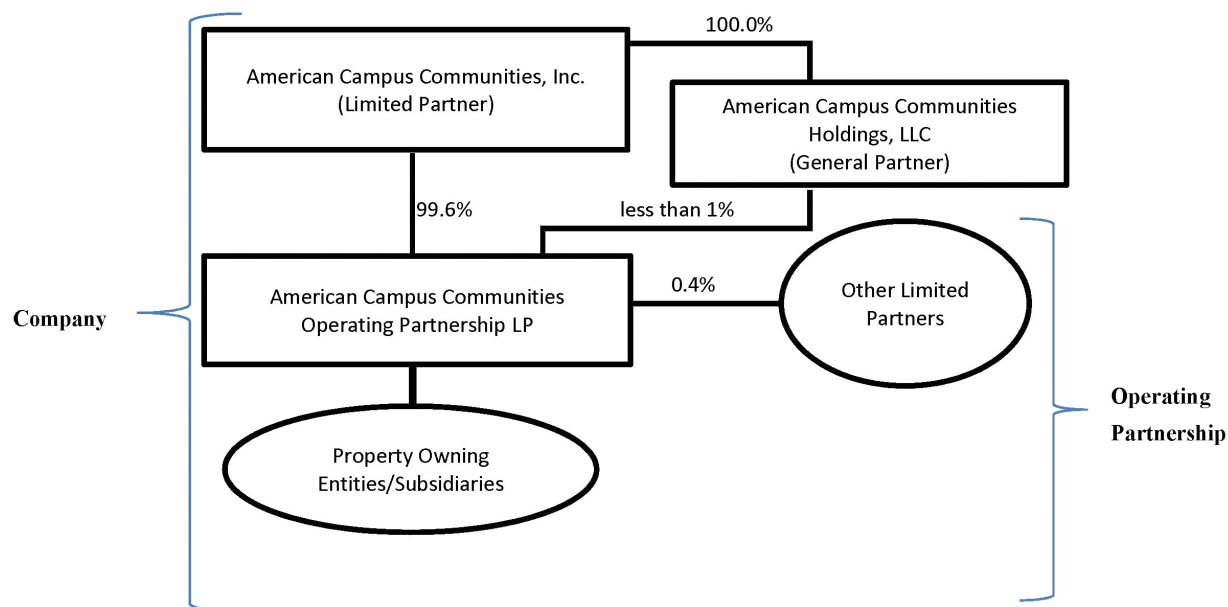 100.0%
American Campus Communities, Inc.
(Limited Partner)
American Campus Communities
Holdings, LLC
(General Partner)
99.6%
less than 1%
American Campus Communities
Operating Partnership LP
0.4%
Other Limited
Partners
Company
Operating
Partnership
Property Owning
Entities/Subsidiaries